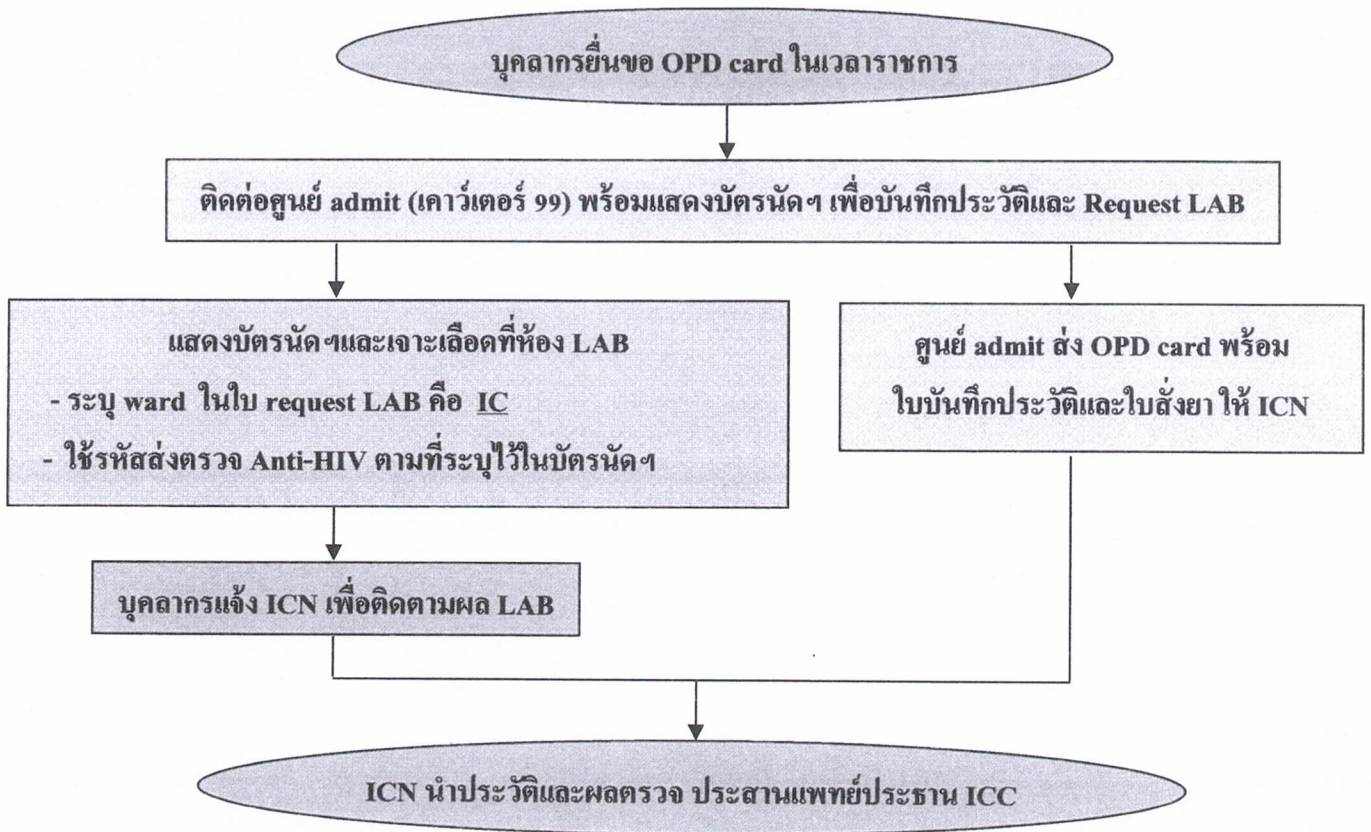 บุคลากรยื่นขอ OPD card ในเวลาราชการ
ติดต่อศูนย์ admit (เคาว์เตอร์ 99) พร้อมแสดงบัตรนัดฯ เพื่อบันทึกประวัติและ Request LAB
แสดงบัตรนัดฯและเจาะเลือดที่ห้อง LAB
- ระบุ ward ในใบ request LAB คือ IC
- ใช้รหัสส่งตรวจ Anti-HIV ตามที่ระบุไว้ในบัตรนัดฯ
ศูนย์ admit ส่ง OPD card พร้อม
ใบบันทึกประวัติและใบสั่งยา ให้ ICN
บุคลากรแจ้ง ICN เพื่อติดตามผล LAB
ICN นำประวัติและผลตรวจ ประสานแพทย์ประธาน ICC